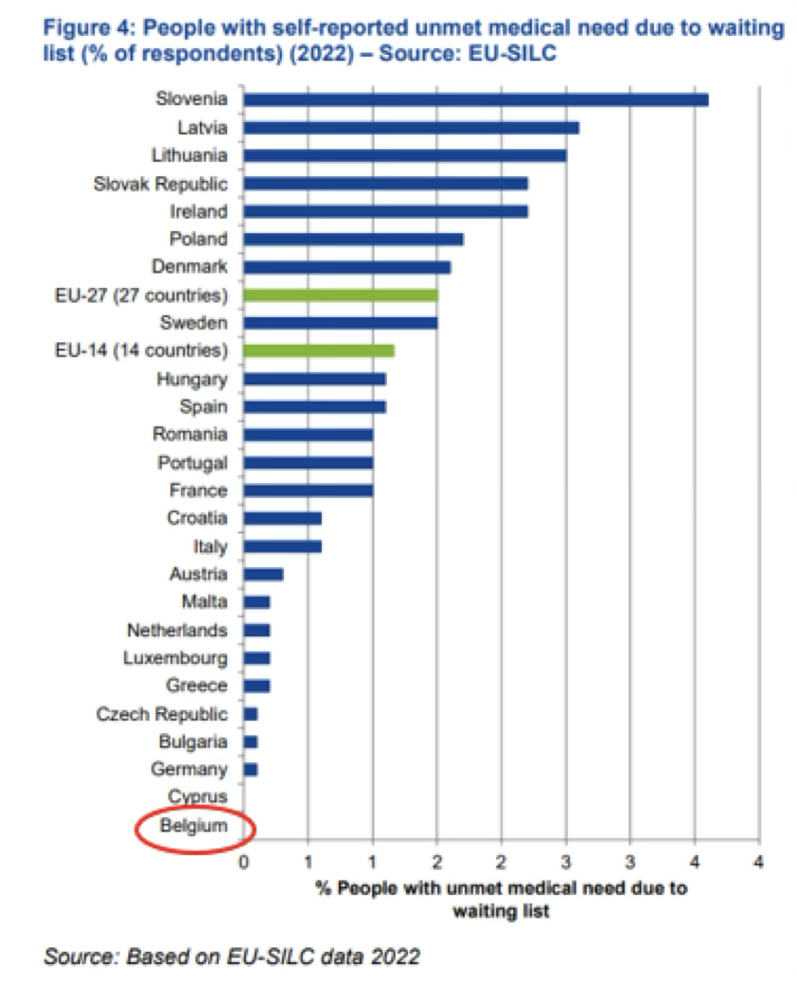 Figure 4: People with self-reported unmet medical need due to waiting
list (% of respondents) (2022) – Source: EU-SILC
Slovenia
Latvia
Lithuania
Slovak Republic
Ireland
Poland
Denmark
EU-27 (27 countries)
Sweden
EU-14 (14 countries)
Hungary
Spain
Romania
Portugal
France
Croatia
Italy
Austria
Malta
Netherlands
Luxembourg
Greece
Czech Republic
Bulgaria
Germany
Cyprus
Belgium
0 1 1 2 2 3 3 4 4
% People with unmet medical need due to
waiting list
Source: Based on EU-SILC data 2022